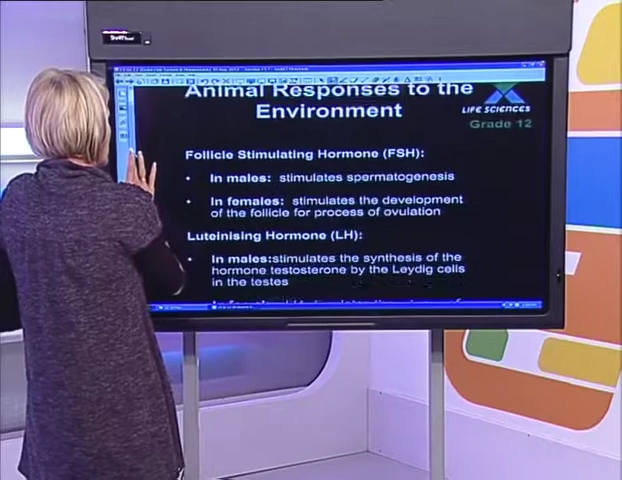 Animal Responses to the
Environment
LIFE SCIENCES
Grade 12
Follicle Stimulating Hormone (FSH):
• In males: stimulates spermatogenesis
• In females: stimulates the development
of the follicle for process of ovulation
Luteinising Hormone (LH):
• In males:stimulates the synthesis of the
hormone testosterone by the Leydig cells
in the testes